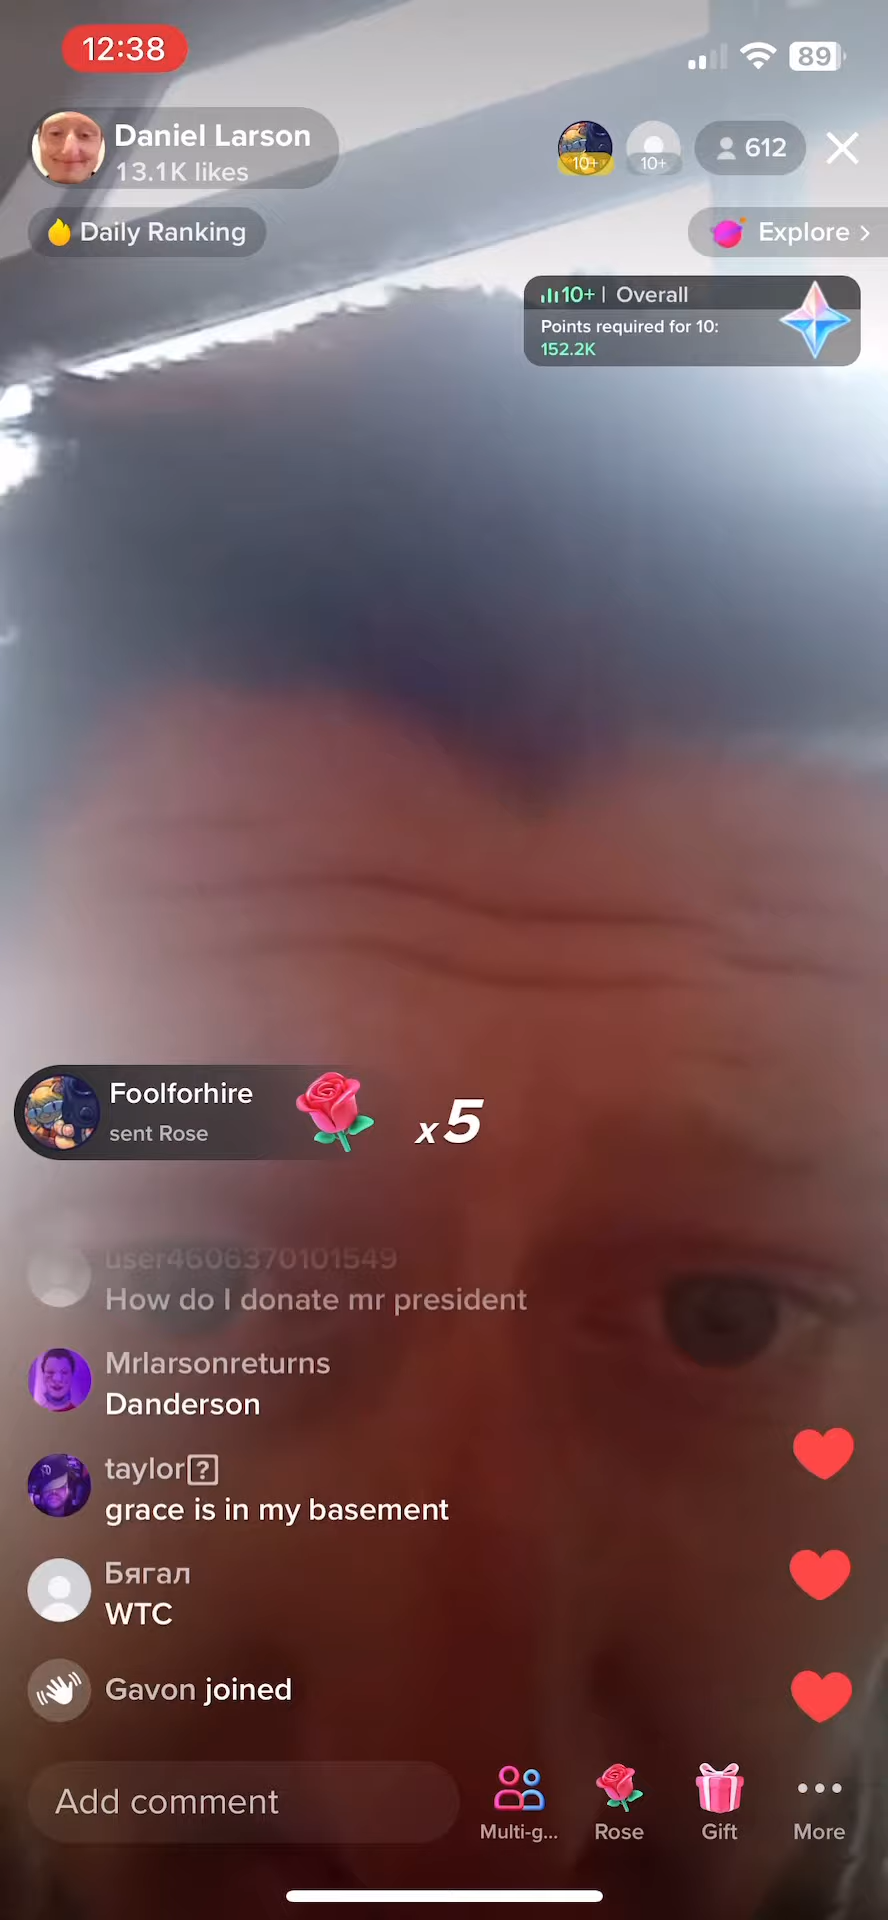 12:38
89
Daniel Larson
13.1K likes
10+
10+
612
Daily Ranking
Explore >
10+ | Overall
Points required for 10:
152.2K
Foolforhire
sent Rose
x5
user4606370101549
How do I donate mr president
Mrlarsonreturns
Danderson
taylor
grace is in my basement
Бягал
WTC
Gavon joined
Add comment
Multi-g...
Rose
Gift
More